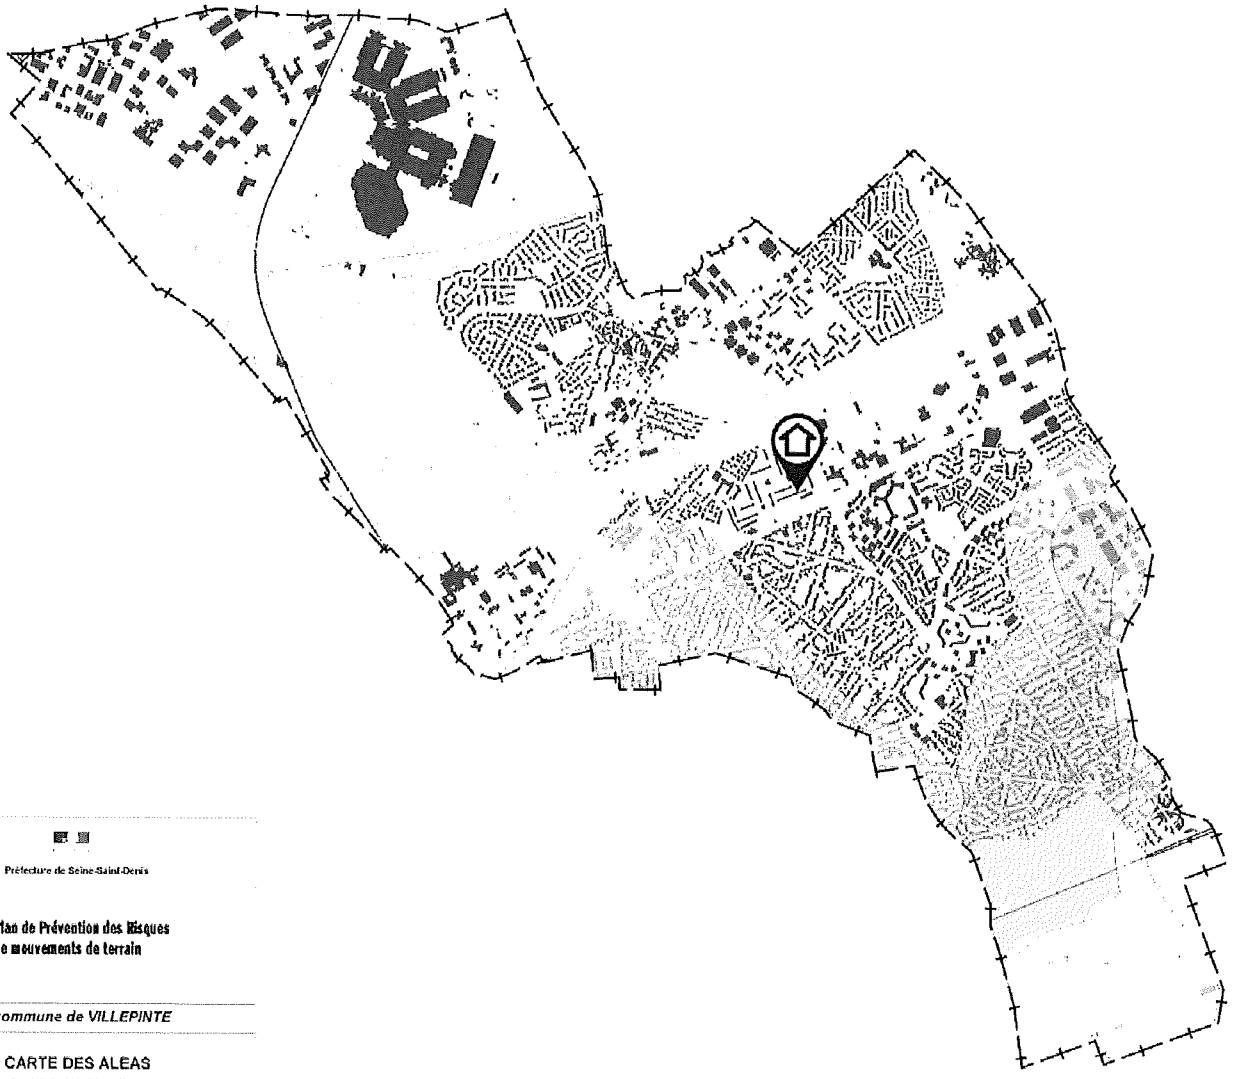 Préfecture de Seine-Saint-Denis
lan de Prévention des Risques
e mouvements de terrain
ommune de VILLEPINTE
CARTE DES ALEAS